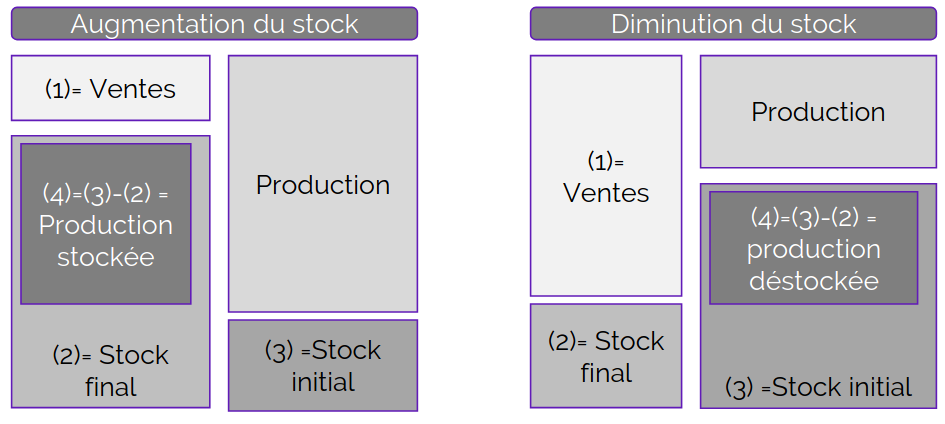 Augmentation du stock
(1)= Ventes
(4)=(3)-(2) =
Production
stockée
(2)= Stock
final
Production
(3) =Stock
initial
Diminution du stock
(1)=
Ventes
(2)= Stock
final
Production
(4)=(3)-(2) =
production
déstockée
(3) =Stock initial